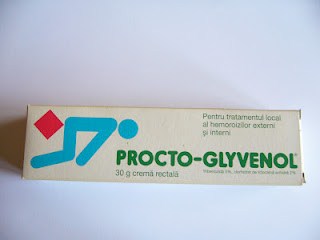 Pentru tratamentul local
al hemoroizilor externi
și interni
PROCTO-GLYVENOL®
30 g cremă rectală